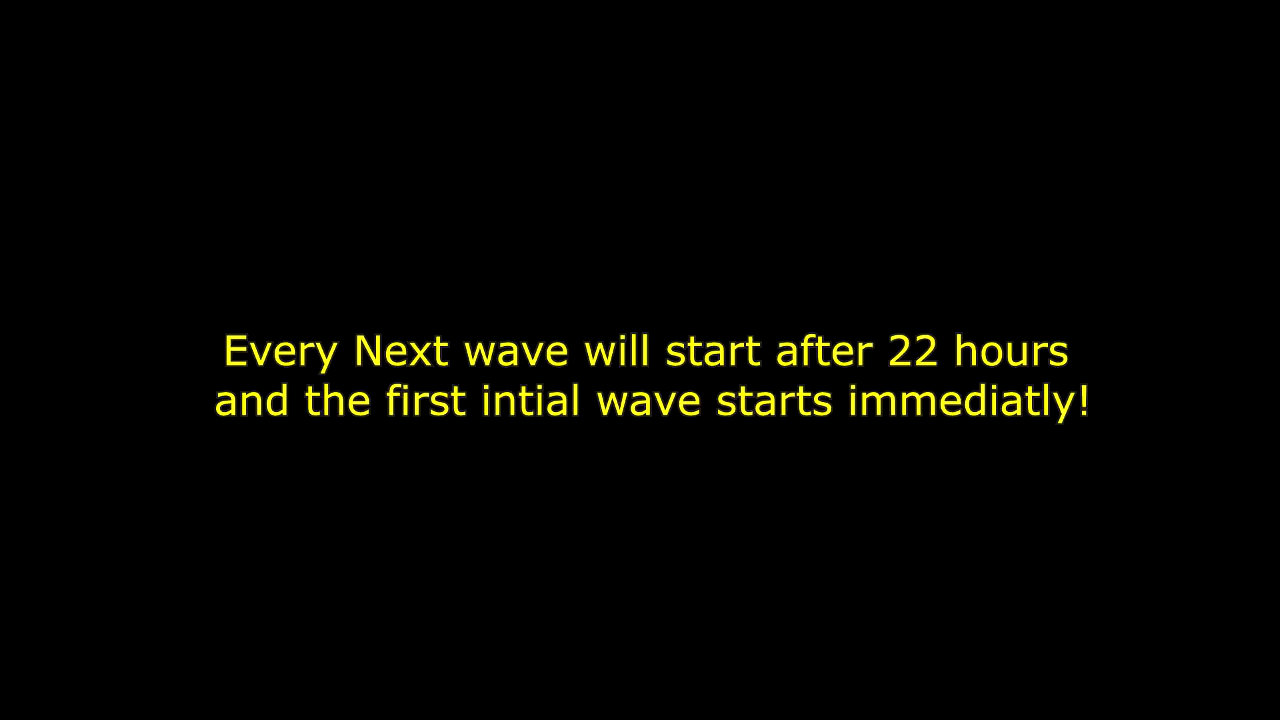 Every Next wave will start after 22 hours
and the first intial wave starts immediatly!